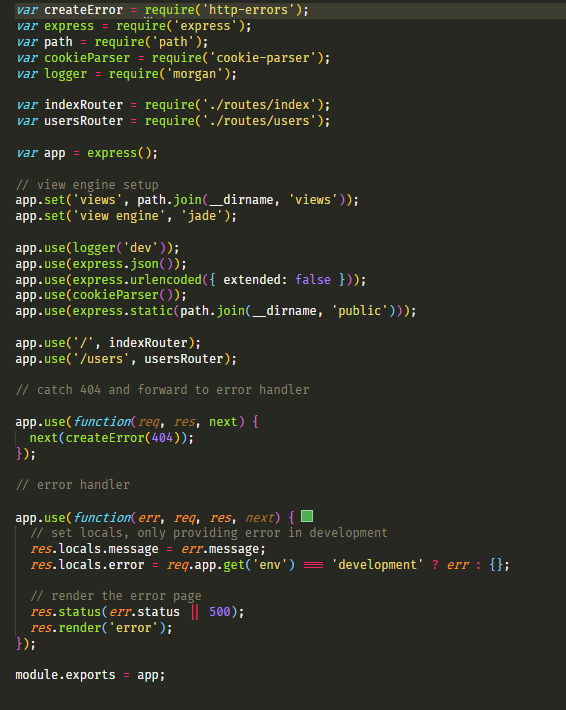 var createError = require('http-errors');
var express = require('express');
var path = require('path');
var cookieParser = require('cookie-parser');
var logger = require('morgan');
var indexRouter = require('./routes/index');
var usersRouter = require('./routes/users');
var app = express();
// view engine setup
app.set('views', path.join(__dirname, 'views'));
app.set('view engine', 'jade');
app.use(logger('dev'));
app.use(express.json());
app.use(express.urlencoded({ extended: false }));
app.use(cookieParser());
app.use(express.static(path.join(__dirname, 'public')));
app.use('/', indexRouter);
app.use('/users', usersRouter);
// catch 404 and forward to error handler
app.use(function(req, res, next) {
next(createError(404));
});
// error handler
app.use(function(err, req, res, next) {
// set locals, only providing error in development
res.locals.message = err.message;
res.locals.error = req.app.get('env') === 'development' ? err : {};
// render the error page
res.status(err.status || 500);
res.render('error');
});
module.exports = app;